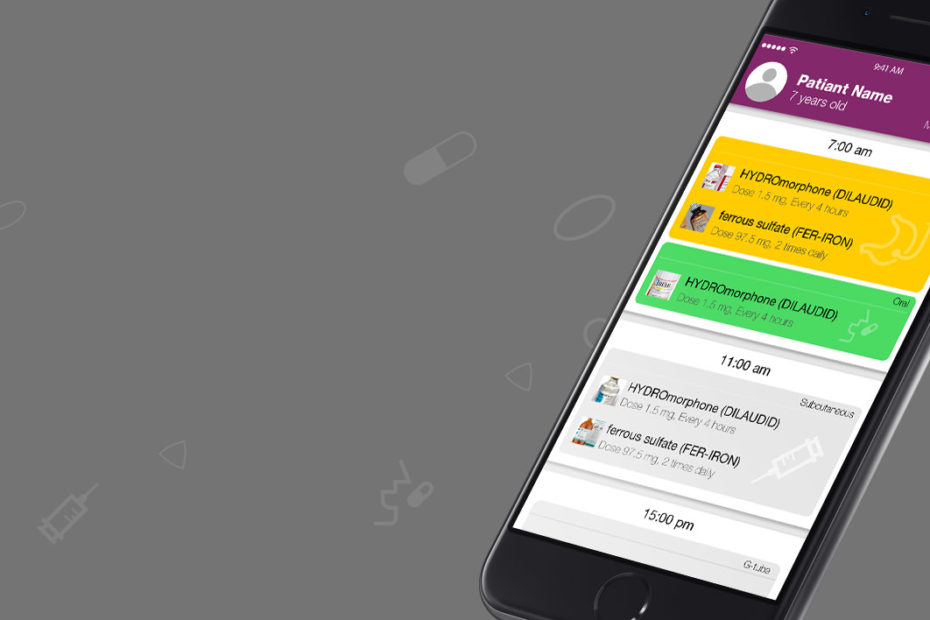 9:41 AM
Patiant Name
7 years old
7:00 am
HYDROmorphone (DILAUDID)
Dose 1.5 mg, Every 4 hours
ferrous sulfate (FER-IRON)
Dose 97.5 mg, 2 times daily
Oral
HYDROmorphone (DILAUDID)
Dose 1.5 mg, Every 4 hours
11:00 am
Subcutaneous
HYDROmorphone (DILAUDID)
Dose 1.5 mg, Every 4 hours
ferrous sulfate (FER-IRON)
Dose 97.5 mg, 2 times daily
15:00 pm
G-tube